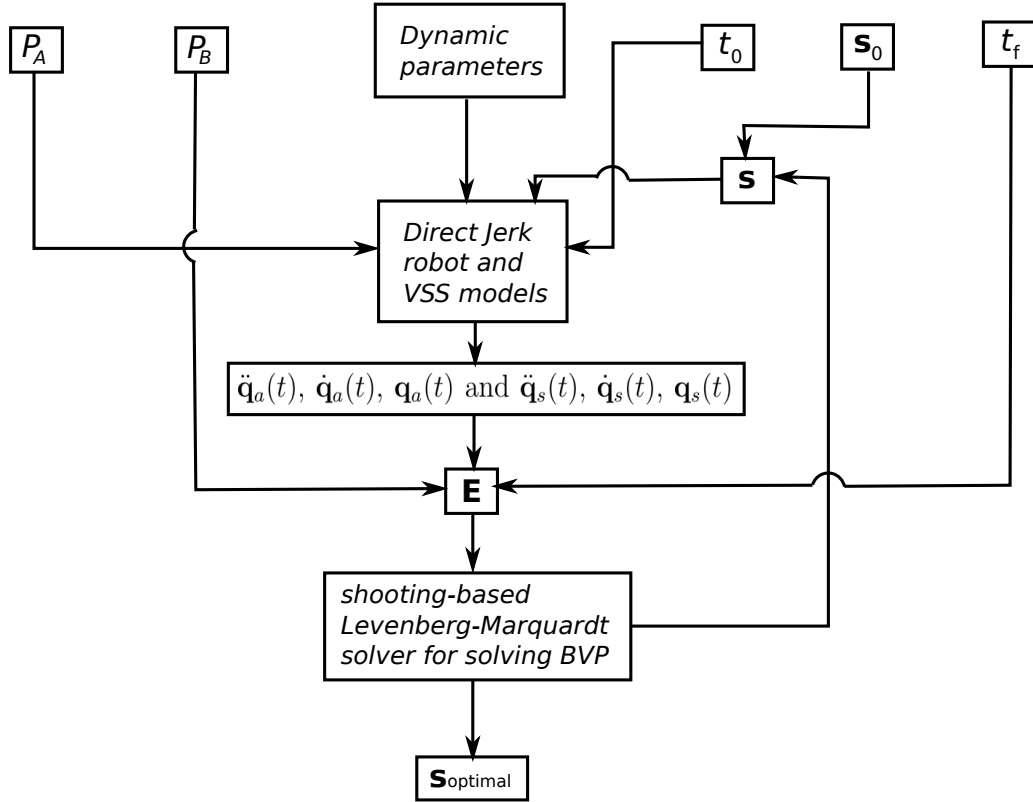 P_A
P_B
Dynamic
parameters
t_0
s_0
t_f
s
Direct Jerk
robot and
VSS models
q̈_a(t), q̇_a(t), q_a(t) and q̈_s(t), q̇_s(t), q_s(t)
E
shooting-based
Levenberg-Marquardt
solver for solving BVP
s_optimal